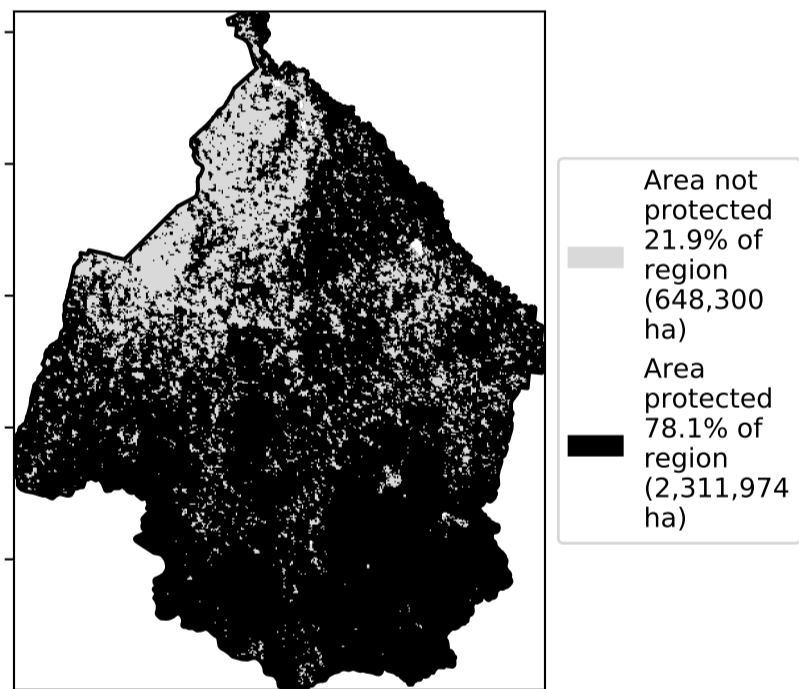 Area not
protected
21.9% of
region
(648,300
ha)
Area
protected
78.1% of
region
(2,311,974
ha)